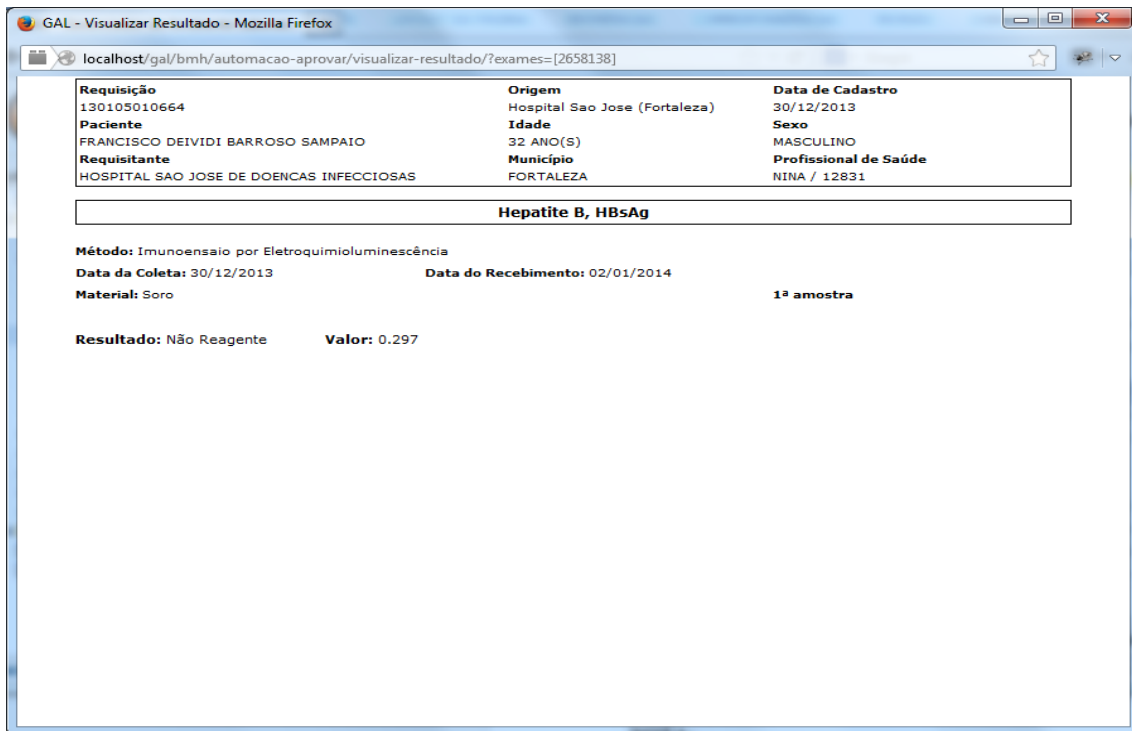 GAL - Visualizar Resultado - Mozilla Firefox
localhost/gal/bmh/automacao-aprovar/visualizar-resultado/?exames=[2658138]
Requisição Origem Data de Cadastro
130105010664 Hospital Sao Jose (Fortaleza) 30/12/2013
Paciente Idade Sexo
FRANCISCO DEIVIDI BARROSO SAMPAIO 32 ANO(S) MASCULINO
Requisitante Município Profissional de Saúde
HOSPITAL SAO JOSE DE DOENCAS INFECCIOSAS FORTALEZA NINA / 12831
Hepatite B, HBsAg
Método: Imunoensaio por Eletroquimioluminescência
Data da Coleta: 30/12/2013 Data do Recebimento: 02/01/2014
Material: Soro 1ª amostra
Resultado: Não Reagente Valor: 0.297